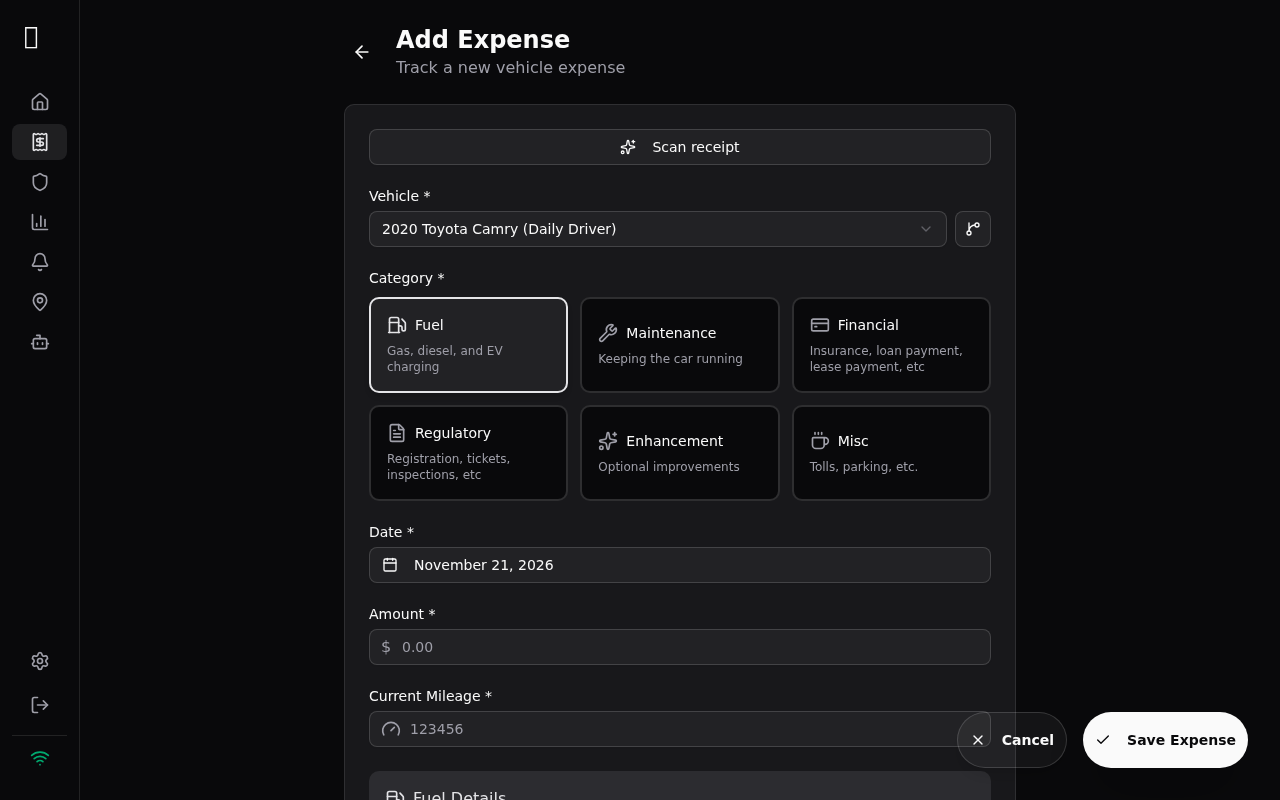 Add Expense
Track a new vehicle expense
Scan receipt
Vehicle *
2020 Toyota Camry (Daily Driver)
Category *
Fuel
Gas, diesel, and EV
charging
Maintenance
Keeping the car running
Financial
Insurance, loan payment,
lease payment, etc
Regulatory
Registration, tickets,
inspections, etc
Enhancement
Optional improvements
Misc
Tolls, parking, etc.
Date *
November 21, 2026
Amount *
$ 0.00
Current Mileage *
123456
Cancel
Save Expense
Fuel Details